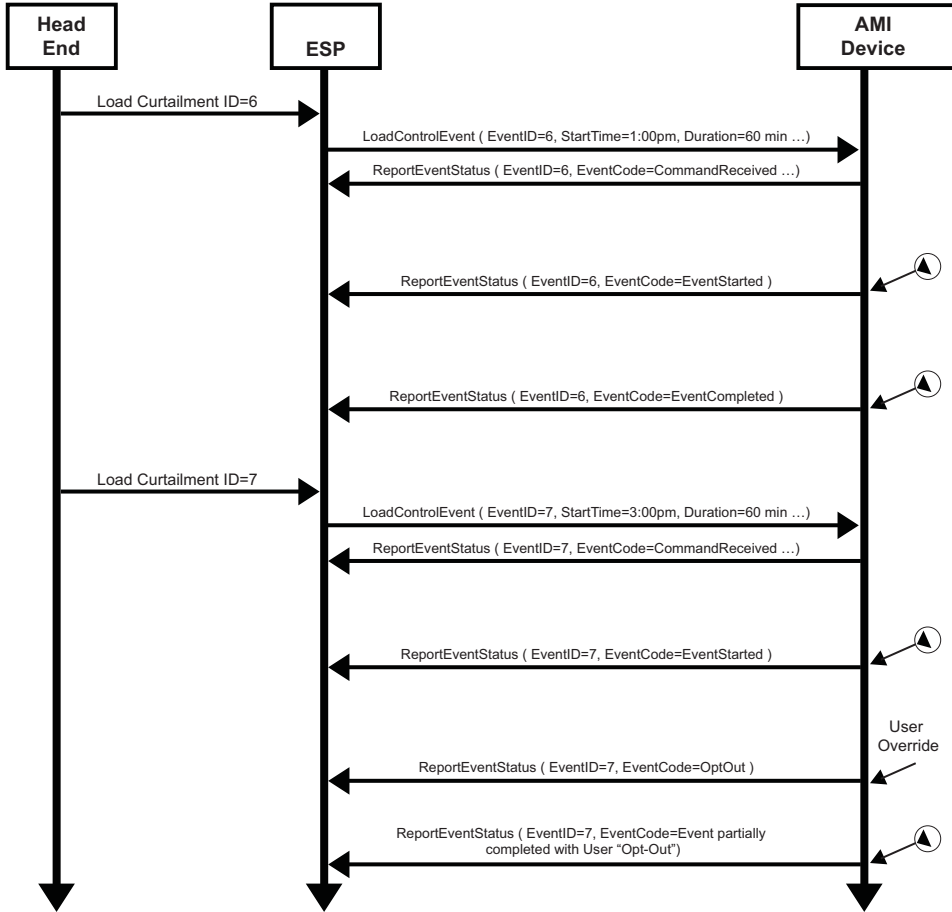 Head
End
ESP
AMI
Device
Load Curtailment ID=6
LoadControlEvent ( EventID=6, StartTime=1:00pm, Duration=60 min …)
ReportEventStatus ( EventID=6, EventCode=CommandReceived …)
ReportEventStatus ( EventID=6, EventCode=EventStarted )
ReportEventStatus ( EventID=6, EventCode=EventCompleted )
Load Curtailment ID=7
LoadControlEvent ( EventID=7, StartTime=3:00pm, Duration=60 min …)
ReportEventStatus ( EventID=7, EventCode=CommandReceived …)
ReportEventStatus ( EventID=7, EventCode=EventStarted )
User
Override
ReportEventStatus ( EventID=7, EventCode=OptOut )
ReportEventStatus ( EventID=7, EventCode=Event partially
completed with User “Opt-Out”)